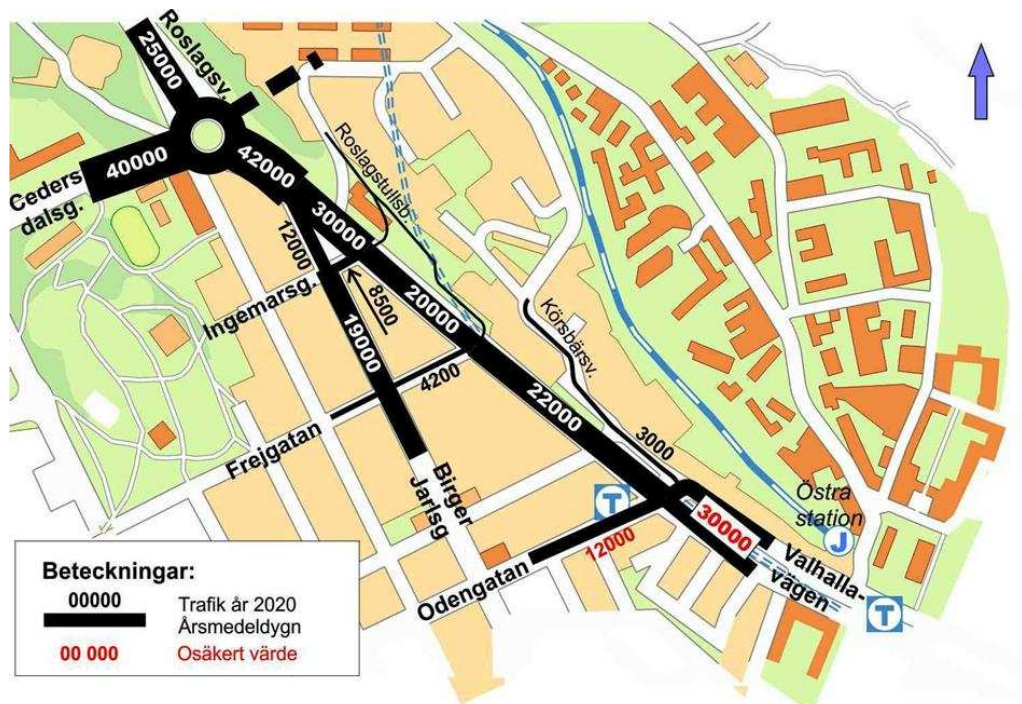 Roslagsv.
25000
40000
Ceders
dalsg.
42000
Roslagstullsb.
30000
12000
Ingemarsg.
8500
20000
19000
Körsbärsv.
4200
22000
Frejgatan
3000
Birger
Jarlsg
Östra
station
T
30000
J
12000
Valhalla-
vägen
Odengatan
T
Beteckningar:
00000 Trafik år 2020
Årsmedeldygn
00 000 Osäkert värde